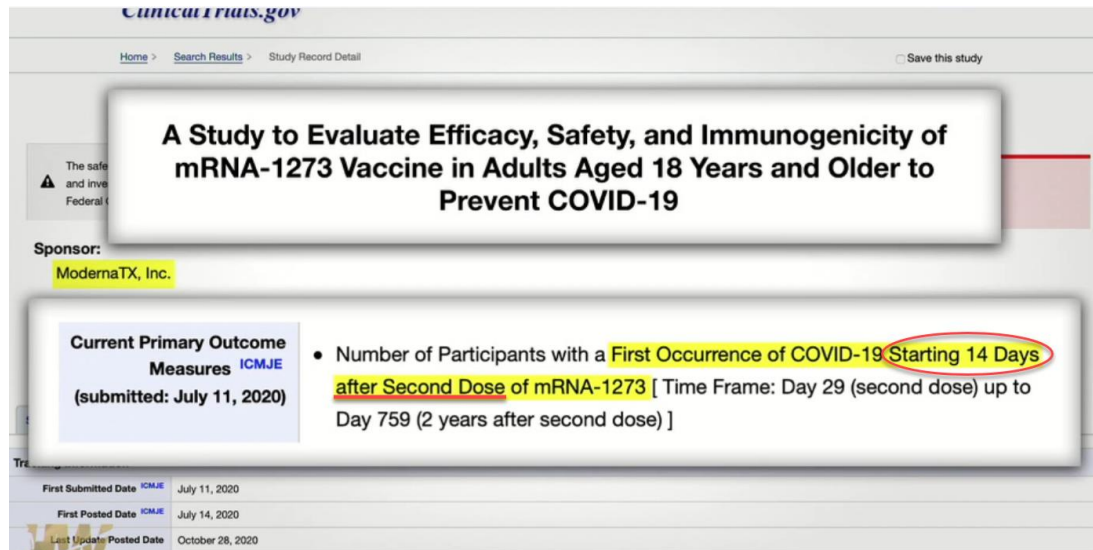 ClinicalTrials.gov
Home > Search Results > Study Record Detail
Save this study
A Study to Evaluate Efficacy, Safety, and Immunogenicity of
mRNA-1273 Vaccine in Adults Aged 18 Years and Older to
Prevent COVID-19
The safe
and inve
Federal
Sponsor:
ModernaTX, Inc.
Current Primary Outcome
Measures ICMJE
(submitted: July 11, 2020)
• Number of Participants with a First Occurrence of COVID-19 Starting 14 Days
after Second Dose of mRNA-1273 [ Time Frame: Day 29 (second dose) up to
Day 759 (2 years after second dose) ]
First Submitted Date ICMJE July 11, 2020
First Posted Date ICMJE July 14, 2020
Last Update Posted Date October 28, 2020